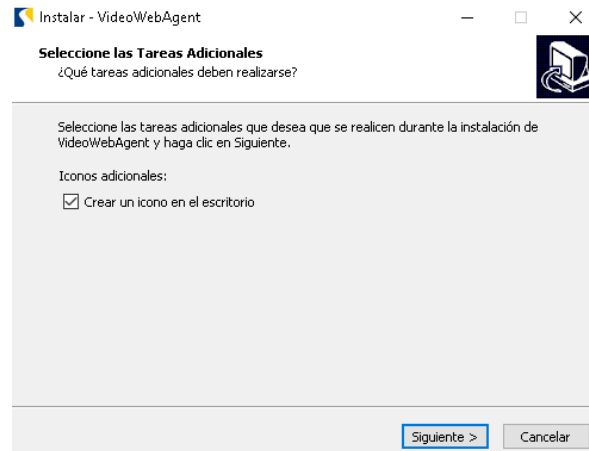 Instalar - VideoWebAgent
Seleccione las Tareas Adicionales
¿Qué tareas adicionales deben realizarse?
Seleccione las tareas adicionales que desea que se realicen durante la instalación de
VideoWebAgent y haga clic en Siguiente.
Iconos adicionales:
Crear un icono en el escritorio
Siguiente >
Cancelar